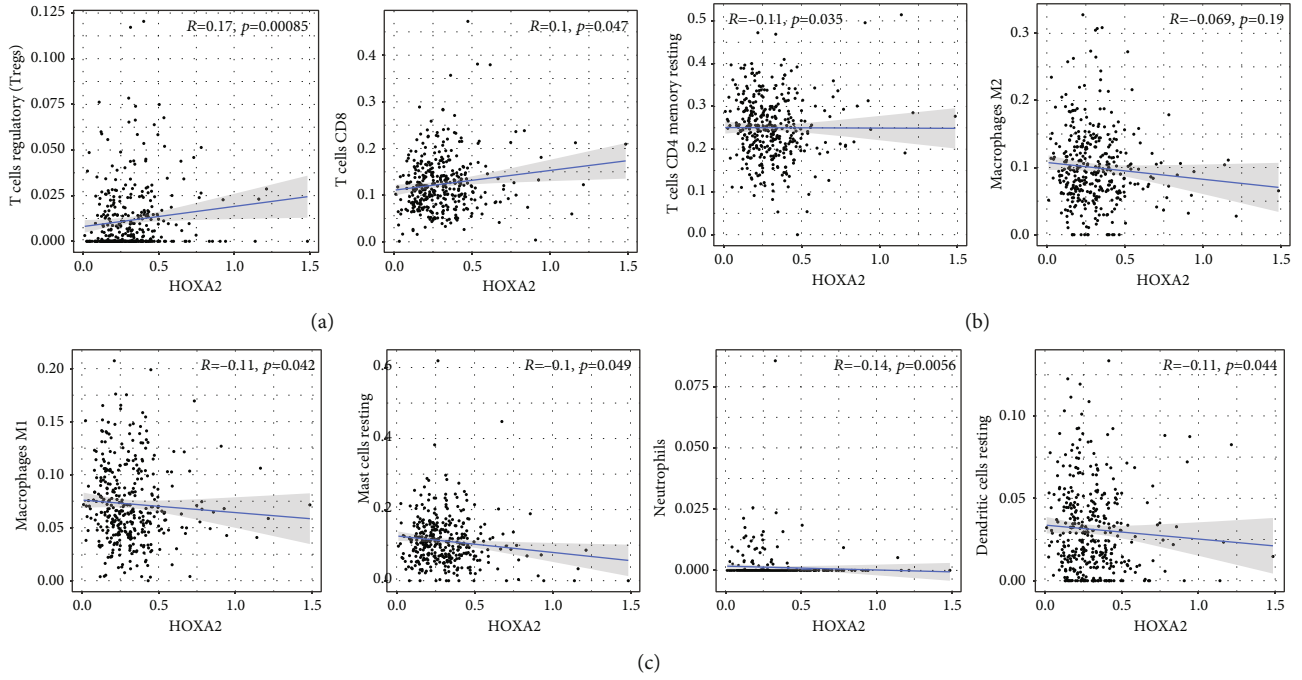 R=0.17, p=0.00085
T cells regulatory (Tregs)
0.125
0.100
0.075
0.050
0.025
0.000
0.0 0.5 1.0 1.5
HOXA2
R=0.1, p=0.047
T cells CD8
0.4
0.3
0.2
0.1
0.0
0.0 0.5 1.0 1.5
HOXA2
(a)
R=−0.11, p=0.035
T cells CD4 memory resting
0.5
0.4
0.3
0.2
0.1
0.0
0.0 0.5 1.0 1.5
HOXA2
R=−0.069, p=0.19
Macrophages M2
0.3
0.2
0.1
0.0
0.0 0.5 1.0 1.5
HOXA2
(b)
R=−0.11, p=0.042
Macrophages M1
0.20
0.15
0.10
0.05
0.00
0.0 0.5 1.0 1.5
HOXA2
R=−0.1, p=0.049
Mast cells resting
0.6
0.4
0.2
0.0
0.0 0.5 1.0 1.5
HOXA2
R=−0.14, p=0.0056
Neutrophils
0.075
0.050
0.025
0.000
0.0 0.5 1.0 1.5
HOXA2
R=−0.11, p=0.044
Dendritic cells resting
0.10
0.05
0.00
0.0 0.5 1.0 1.5
HOXA2
(c)